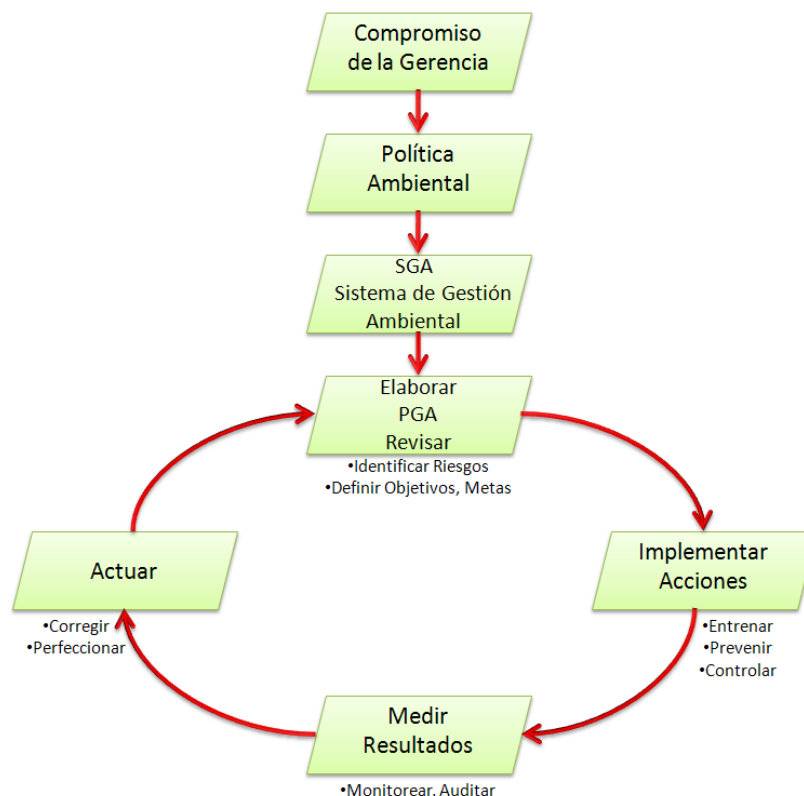 Compromiso
de la Gerencia
Política
Ambiental
SGA
Sistema de Gestión
Ambiental
Elaborar
PGA
Revisar
•Identificar Riesgos
•Definir Objetivos, Metas
Implementar
Acciones
•Entrenar
•Prevenir
•Controlar
Medir
Resultados
•Monitorear, Auditar
Actuar
•Corregir
•Perfeccionar